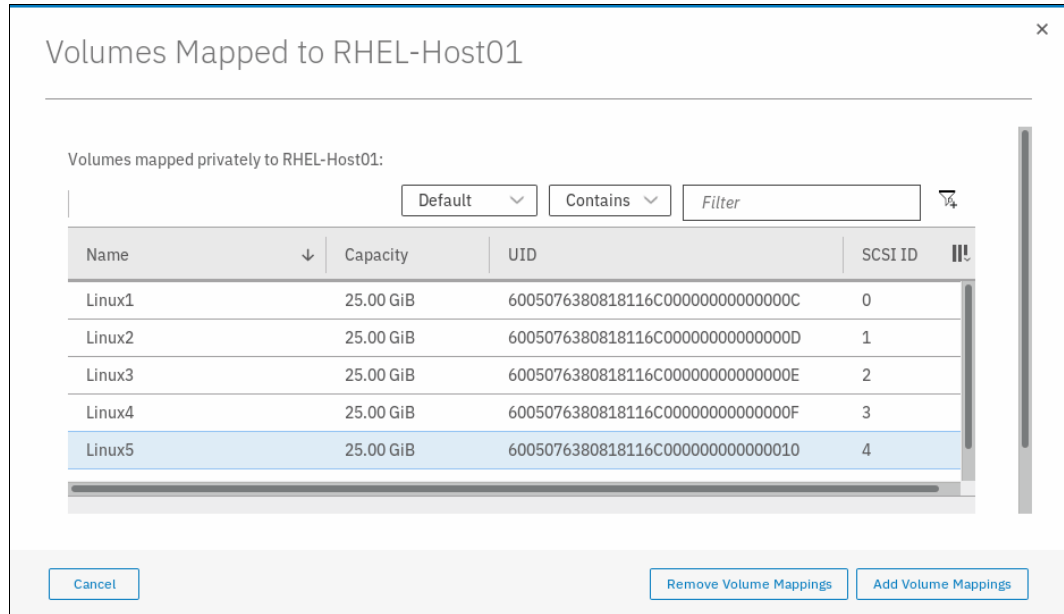 Volumes Mapped to RHEL-Host01
Volumes mapped privately to RHEL-Host01:
Default Contains Filter
Name Capacity UID SCSI ID
Linux1 25.00 GiB 6005076380818116C00000000000000C 0
Linux2 25.00 GiB 6005076380818116C00000000000000D 1
Linux3 25.00 GiB 6005076380818116C00000000000000E 2
Linux4 25.00 GiB 6005076380818116C00000000000000F 3
Linux5 25.00 GiB 6005076380818116C000000000000010 4
Cancel Remove Volume Mappings Add Volume Mappings